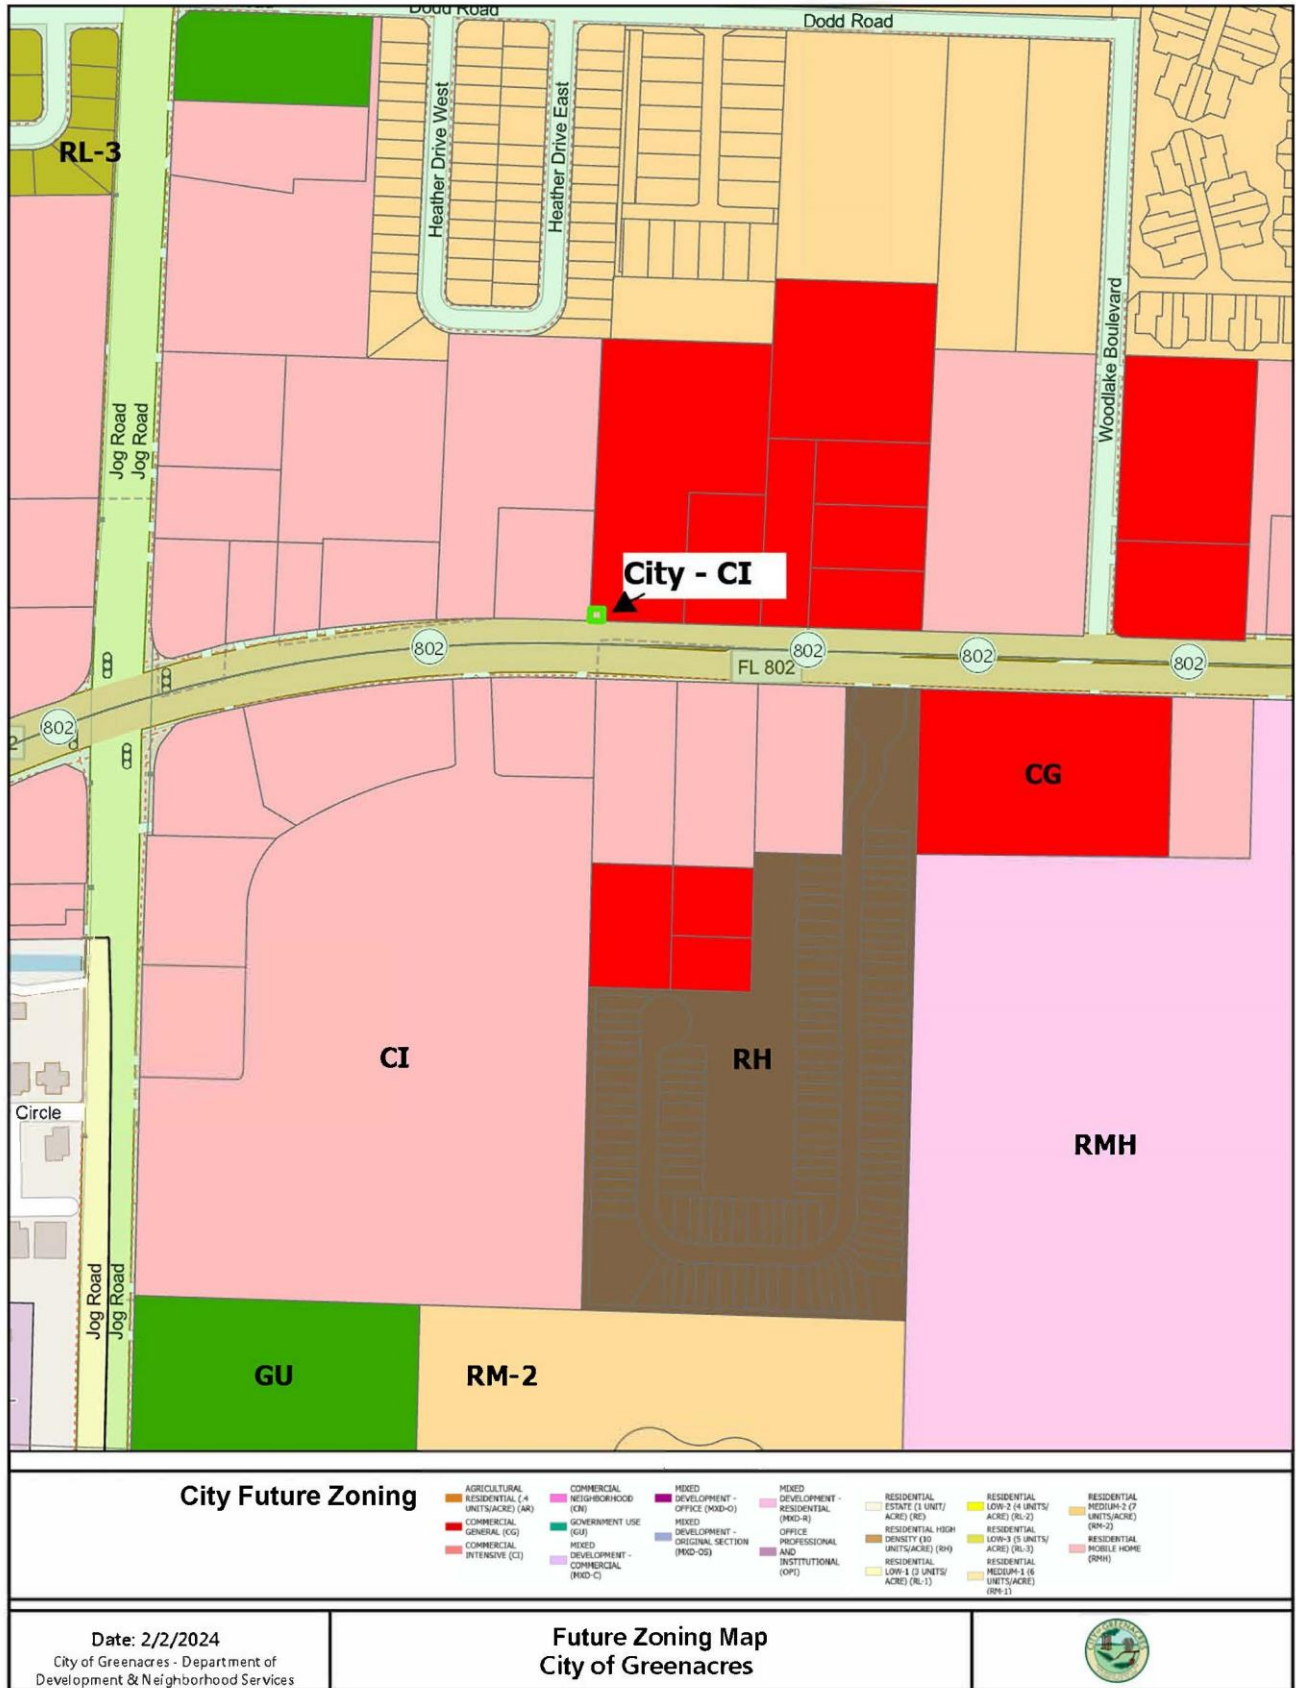 Dodd Road
Dodd Road
RL-3
Heather Drive West
Heather Drive East
Woodlake Boulevard
Jog Road
Jog Road
City - CI
802
802
802
802
FL 802
802
2
CG
CI
RH
RMH
Circle
Jog Road
Jog Road
GU
RM-2
City Future Zoning
AGRICULTURAL
RESIDENTIAL (.4
UNITS/ACRE) (AR)
COMMERCIAL
GENERAL (CG)
COMMERCIAL
INTENSIVE (CI)
COMMERCIAL
NEIGHBORHOOD
(CN)
GOVERNMENT USE
(GU)
MIXED
DEVELOPMENT -
COMMERCIAL
(MXD-C)
MIXED
DEVELOPMENT -
OFFICE (MXD-O)
MIXED
DEVELOPMENT -
ORIGINAL SECTION
(MXD-OS)
MIXED
DEVELOPMENT -
RESIDENTIAL
(MXD-R)
OFFICE
PROFESSIONAL
AND
INSTITUTIONAL
(OPI)
RESIDENTIAL
ESTATE (1 UNIT/
ACRE) (RE)
RESIDENTIAL HIGH
DENSITY (10
UNITS/ACRE) (RH)
RESIDENTIAL
LOW-1 (3 UNITS/
ACRE) (RL-1)
RESIDENTIAL
LOW-2 (4 UNITS/
ACRE) (RL-2)
RESIDENTIAL
LOW-3 (5 UNITS/
ACRE) (RL-3)
RESIDENTIAL
MEDIUM-1 (6
UNITS/ACRE)
(RM-1)
RESIDENTIAL
MEDIUM-2 (7
UNITS/ACRE)
(RM-2)
RESIDENTIAL
MOBILE HOME
(RMH)
Date: 2/2/2024
City of Greenacres - Department of
Development & Neighborhood Services
Future Zoning Map
City of Greenacres